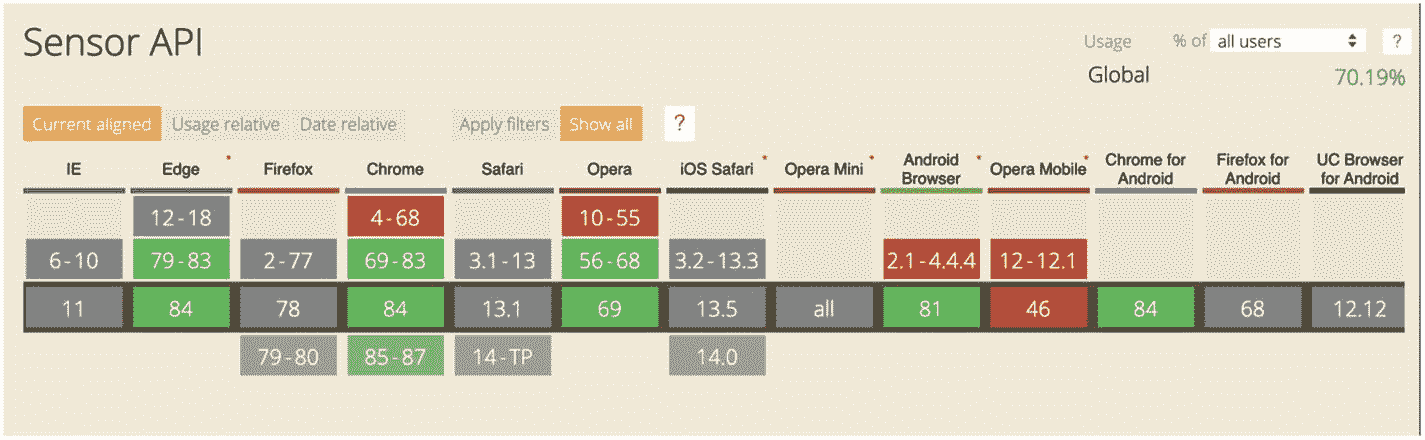 Sensor API
Usage % of all users ?
Global 70.19%
Current aligned Usage relative Date relative Apply filters Show all ?
IE Edge * Firefox Chrome Safari Opera iOS Safari * Opera Mini * Android Browser * Opera Mobile * Chrome for Android Firefox for Android UC Browser for Android
12-18 4-68 10-55
6-10 79-83 2-77 69-83 3.1-13 56-68 3.2-13.3 2.1-4.4.4 12-12.1
11 84 78 84 13.1 69 13.5 all 81 46 84 68 12.12
79-80 85-87 14-TP 14.0